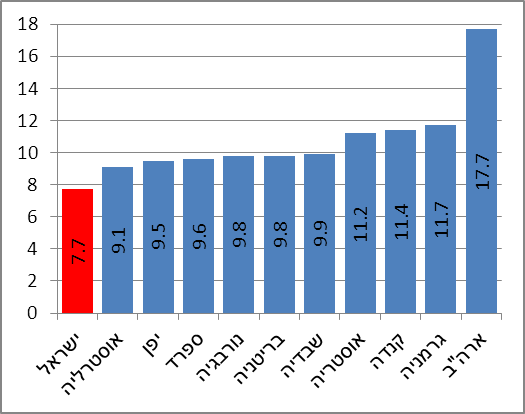 18
16
14
12
10
8
6
4
2
0
7.7
9.1
9.5
9.6
9.8
9.8
9.9
11.2
11.4
11.7
17.7
ישראל
אוסטרליה
יפן
ספרד
נורבגיה
בריטניה
שבדיה
אוסטריה
קנדה
גרמניה
ארה"ב